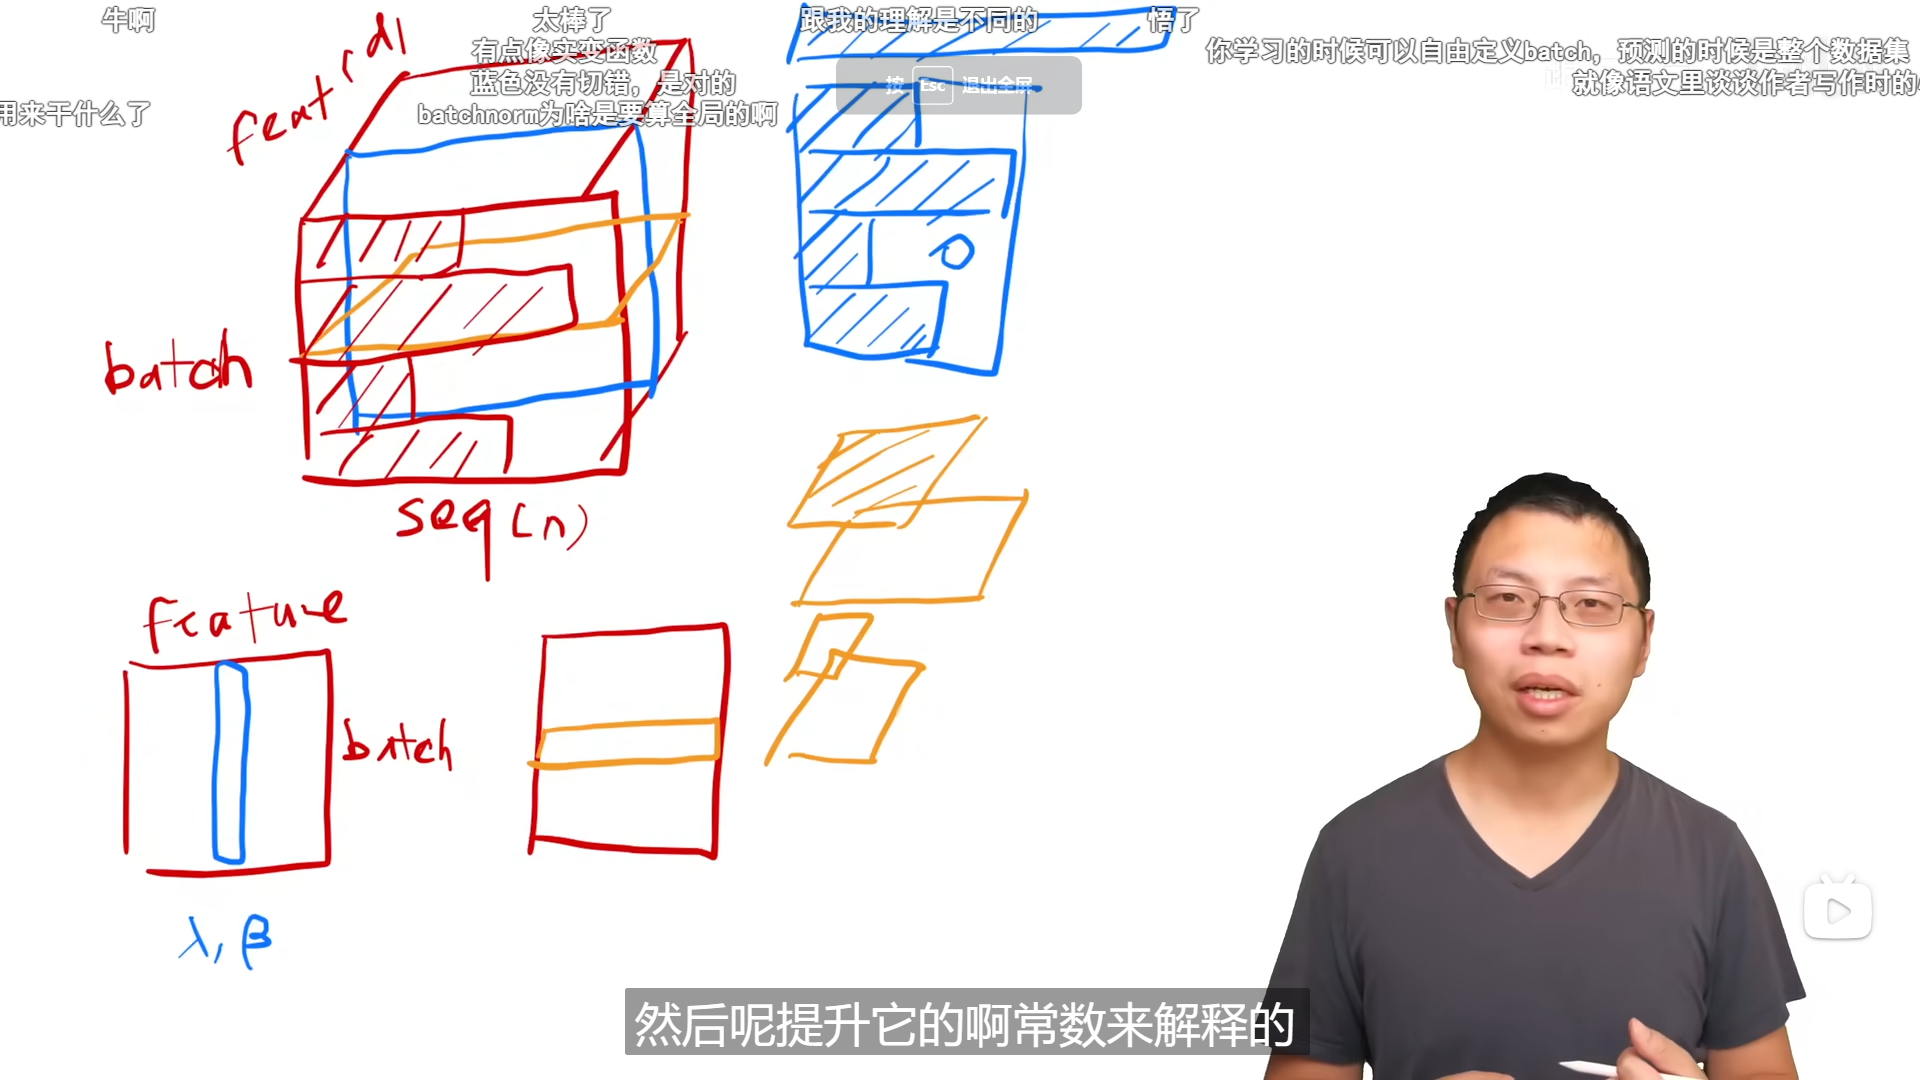 牛啊
太棒了
跟我的理解是不同的
悟了
有点像实变函数
你学习的时候可以自由定义batch，预测的时候是整个数据集
蓝色没有切错，是对的
按 Esc 退出全屏
就像语文里谈谈作者写作时的
用来干什么了
batchnorm为啥是要算全局的啊
feat(d)
batch
seq(n)
feature
batch
λ, β
然后呢提升它的啊常数来解释的